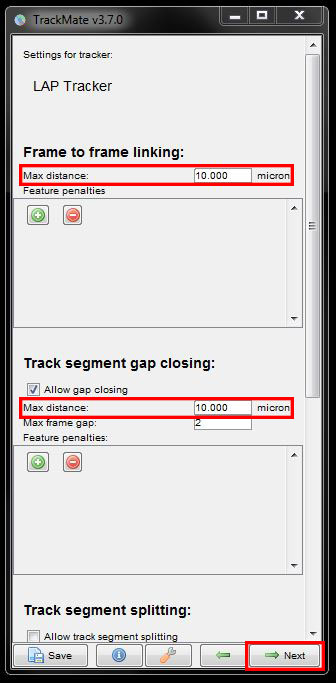 TrackMate v3.7.0
Settings for tracker:
LAP Tracker
Frame to frame linking:
Max distance: 10.000 micron
Feature penalties
Track segment gap closing:
Allow gap closing
Max distance: 10.000 micron
Max frame gap: 2
Feature penalties:
Track segment splitting:
Allow track segment splitting
Save Next